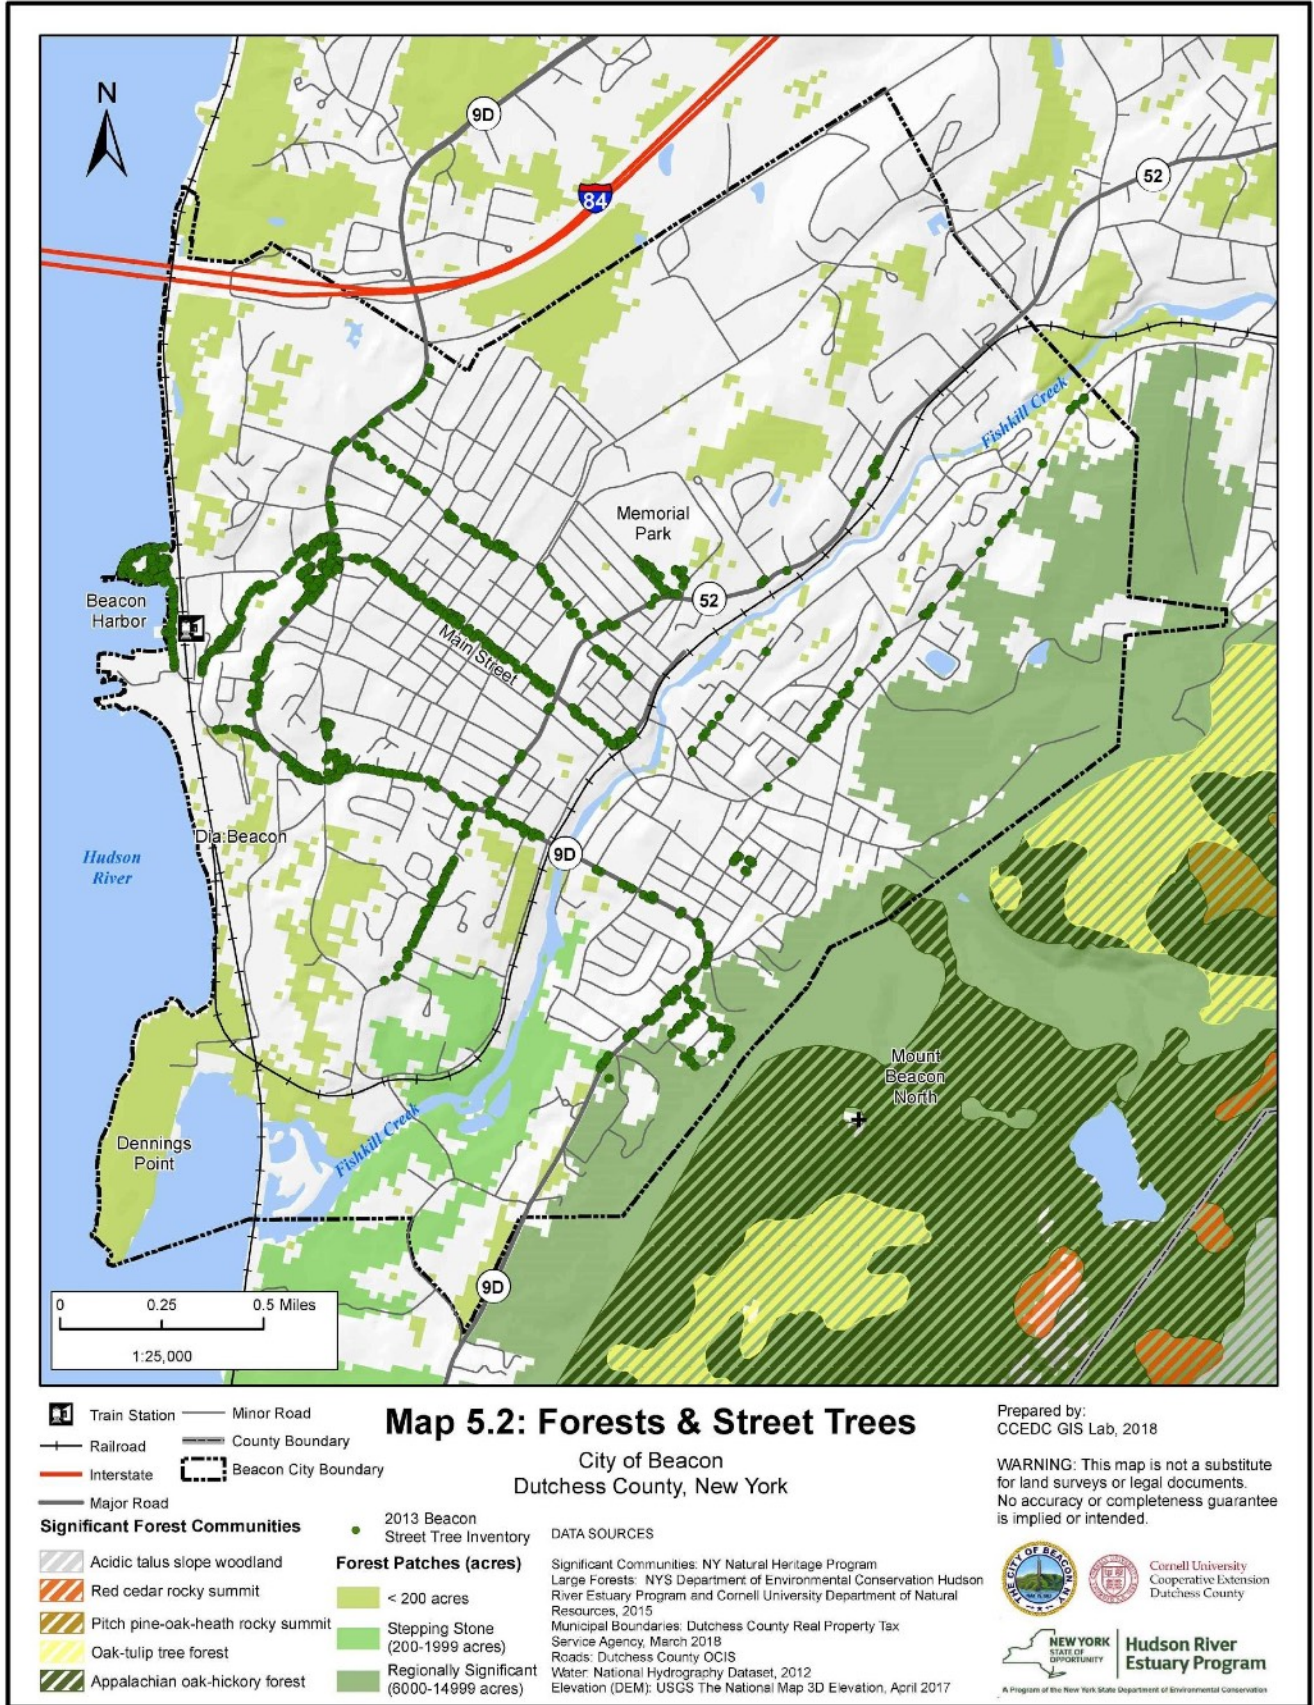 N
9D
84
52
Fishkill Creek
Memorial
Park
Beacon
Harbor
52
Main Street
Dia:Beacon
Hudson
River
9D
Mount
Beacon
North
Fishkill Creek
Dennings
Point
9D
0 0.25 0.5 Miles
1:25,000
Train Station
Railroad
Interstate
Major Road
Minor Road
County Boundary
Beacon City Boundary
Map 5.2: Forests & Street Trees
City of Beacon
Dutchess County, New York
Prepared by:
CCEDC GIS Lab, 2018
WARNING: This map is not a substitute
for land surveys or legal documents.
No accuracy or completeness guarantee
is implied or intended.
Significant Forest Communities
Acidic talus slope woodland
Red cedar rocky summit
Pitch pine-oak-heath rocky summit
Oak-tulip tree forest
Appalachian oak-hickory forest
2013 Beacon
Street Tree Inventory
Forest Patches (acres)
< 200 acres
Stepping Stone
(200-1999 acres)
Regionally Significant
(6000-14999 acres)
DATA SOURCES
Significant Communities: NY Natural Heritage Program
Large Forests: NYS Department of Environmental Conservation Hudson
River Estuary Program and Cornell University Department of Natural
Resources, 2015
Municipal Boundaries: Dutchess County Real Property Tax
Service Agency, March 2018
Roads: Dutchess County OCIS
Water: National Hydrography Dataset, 2012
Elevation (DEM): USGS The National Map 3D Elevation, April 2017
THE CITY OF BEACON, NY
Cornell University
Cooperative Extension
Dutchess County
NEW YORK
STATE OF
OPPORTUNITY
Hudson River
Estuary Program
A Program of the New York State Department of Environmental Conservation